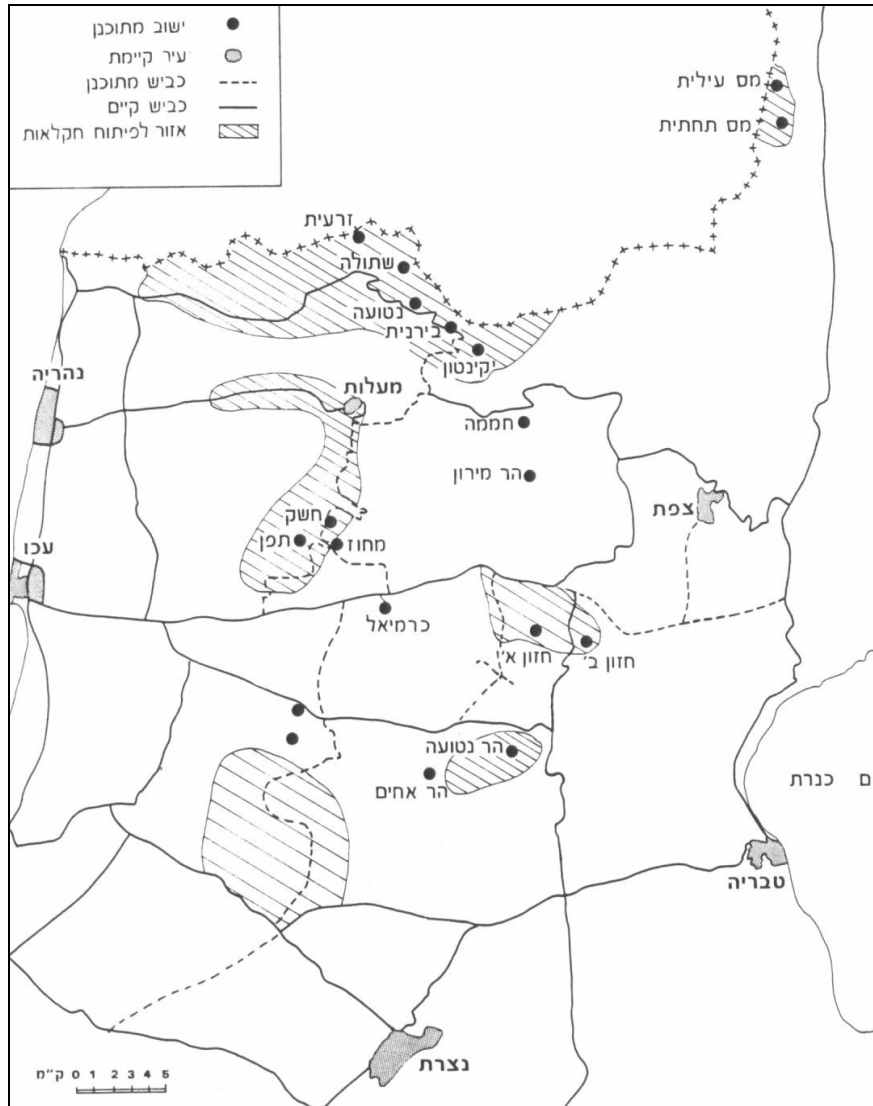 ישוב מתוכנן
עיר קיימת
כביש מתוכנן
כביש קיים
אזור לפיתוח חקלאות
מס עילית
מס תחתית
זרעית
שתולה
נטועה
בירנית
יקינטון
נהריה
מעלות
חממה
הר מירון
צפת
חשק
תפן
מחוז
עכו
כרמיאל
חזון א'
חזון ב'
הר נטועה
הר אחים
ם כנרת
טבריה
נצרת
ק"מ 0 1 2 3 4 5